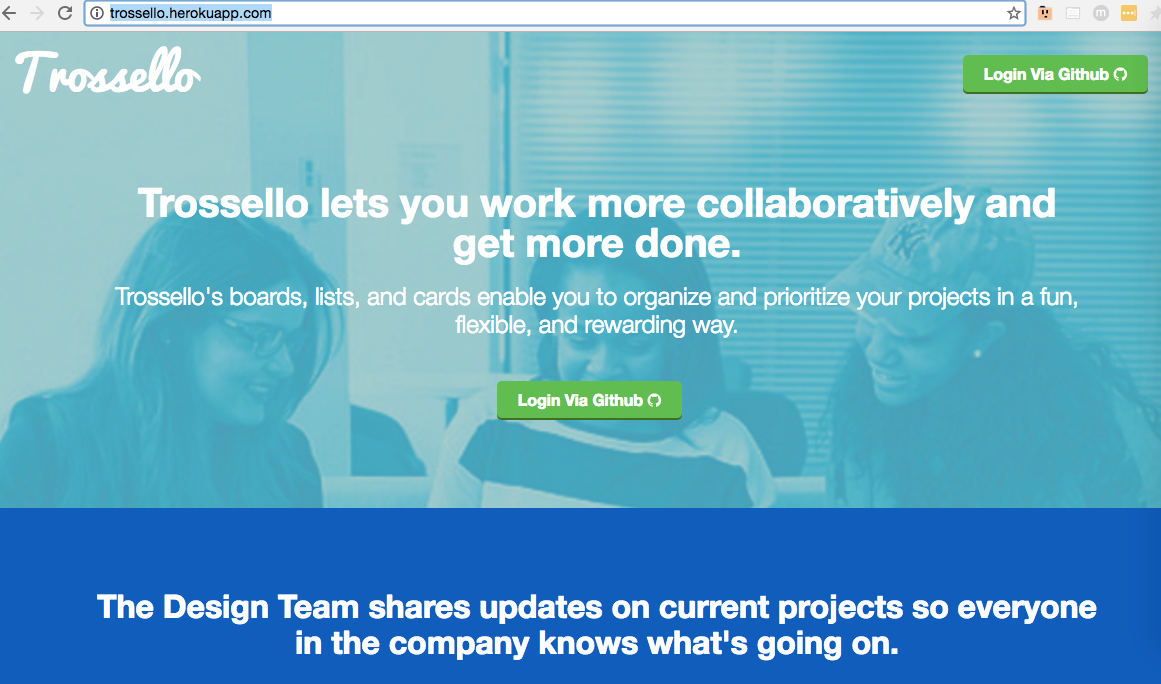 trossello.herokuapp.com
Trossello
Login Via Github
Trossello lets you work more collaboratively and
get more done.
Trossello's boards, lists, and cards enable you to organize and prioritize your projects in a fun,
flexible, and rewarding way.
Login Via Github
The Design Team shares updates on current projects so everyone
in the company knows what's going on.